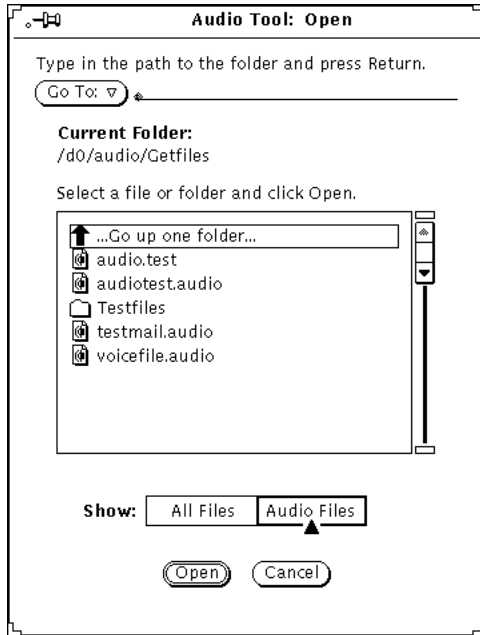 Audio Tool: Open
Type in the path to the folder and press Return.
Go To:
Current Folder:
/d0/audio/Getfiles
Select a file or folder and click Open.
...Go up one folder...
audio.test
audiotest.audio
Testfiles
testmail.audio
voicefile.audio
Show: All Files Audio Files
Open Cancel